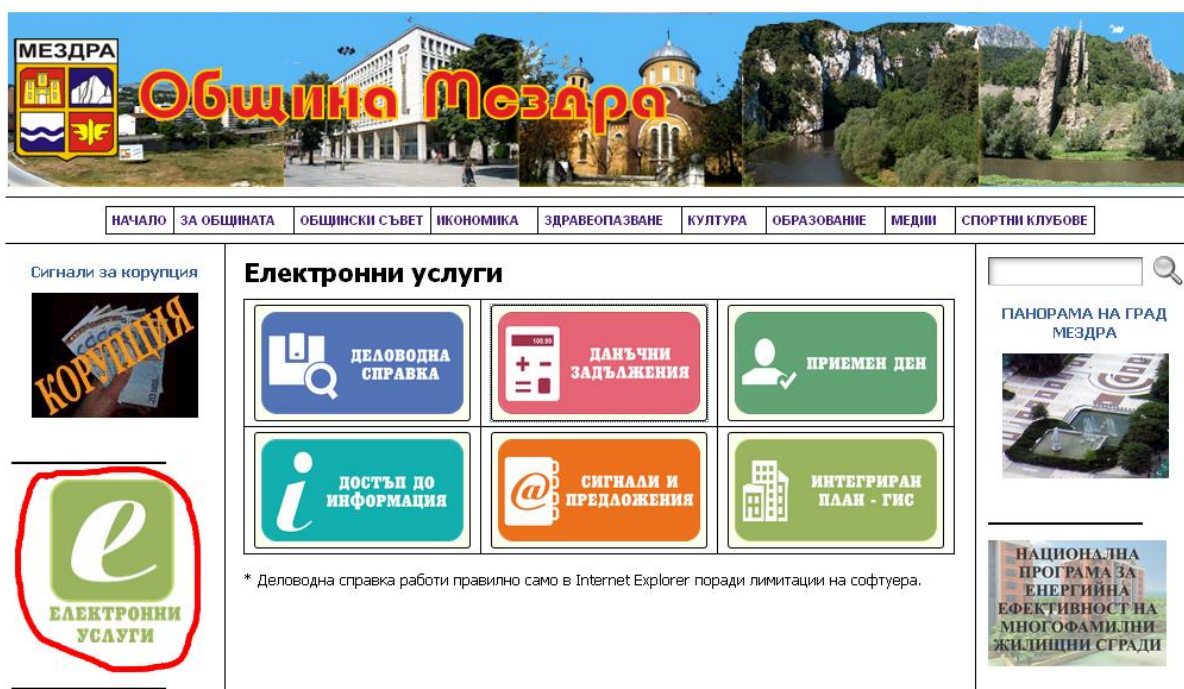 МЕЗДРА
Община Мездра
НАЧАЛО ЗА ОБЩИНАТА ОБЩИНСКИ СЪВЕТ ИКОНОМИКА ЗДРАВЕОПАЗВАНЕ КУЛТУРА ОБРАЗОВАНИЕ МЕДИИ СПОРТНИ КЛУБОВЕ
Сигнали за корупция
КОРУПЦИЯ
e
ЕЛЕКТРОННИ
УСЛУГИ
Електронни услуги
ДЕЛОВОДНА
СПРАВКА
100.99
ДАНЪЧНИ
ЗАДЪЛЖЕНИЯ
ПРИЕМЕН ДЕН
i
ДОСТЪП ДО
ИНФОРМАЦИЯ
@
СИГНАЛИ И
ПРЕДЛОЖЕНИЯ
ИНТЕГРИРАН
ПЛАН - ГИС
* Деловодна справка работи правилно само в Internet Explorer поради лимитации на софтуера.
ПАНОРАМА НА ГРАД
МЕЗДРА
НАЦИОНАЛНА
ПРОГРАМА ЗА
ЕНЕРГИЙНА
ЕФЕКТИВНОСТ НА
МНОГОФАМИЛНИ
ЖИЛИЩНИ СГРАДИ